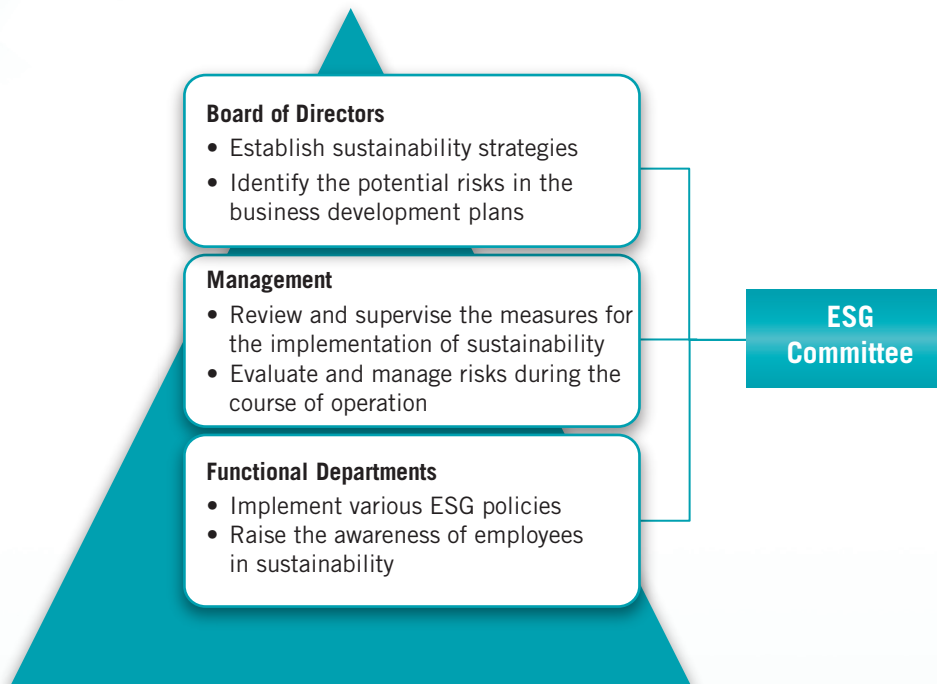 Board of Directors
• Establish sustainability strategies
• Identify the potential risks in the
business development plans
Management
• Review and supervise the measures for
the implementation of sustainability
• Evaluate and manage risks during the
course of operation
Functional Departments
• Implement various ESG policies
• Raise the awareness of employees
in sustainability
ESG
Committee